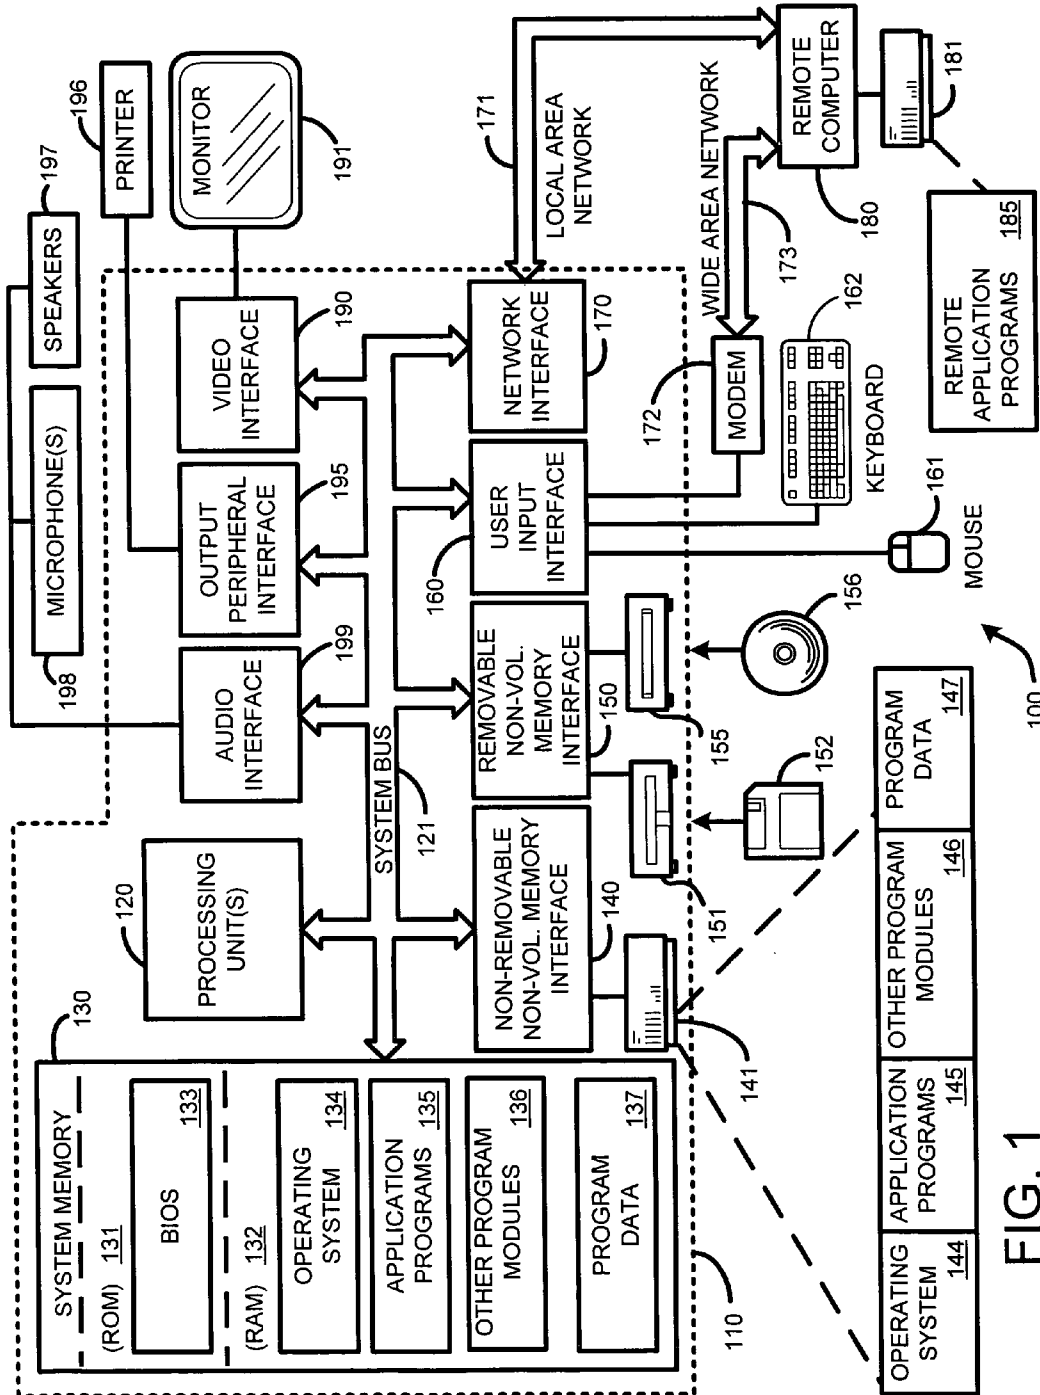 SYSTEM MEMORY
130
(ROM) 131
BIOS
133
(RAM) 132
OPERATING
SYSTEM
134
APPLICATION
PROGRAMS
135
OTHER PROGRAM
MODULES
136
PROGRAM
DATA
137
110
120
PROCESSING
UNIT(S)
SYSTEM BUS
121
198
MICROPHONE(S)
SPEAKERS
197
PRINTER
196
MONITOR
191
AUDIO
INTERFACE
199
OUTPUT
PERIPHERAL
INTERFACE
195
VIDEO
INTERFACE
190
NON-REMOVABLE
NON-VOL. MEMORY
INTERFACE
140
REMOVABLE
NON-VOL.
MEMORY
INTERFACE
150
160
USER
INPUT
INTERFACE
NETWORK
INTERFACE
170
171
LOCAL AREA
NETWORK
WIDE AREA NETWORK
173
172
MODEM
REMOTE
COMPUTER
180
181
REMOTE
APPLICATION
PROGRAMS
185
141
151
152
155
156
MOUSE
161
KEYBOARD
162
OPERATING
SYSTEM
144
APPLICATION
PROGRAMS
145
OTHER PROGRAM
MODULES
146
PROGRAM
DATA
147
100
FIG. 1